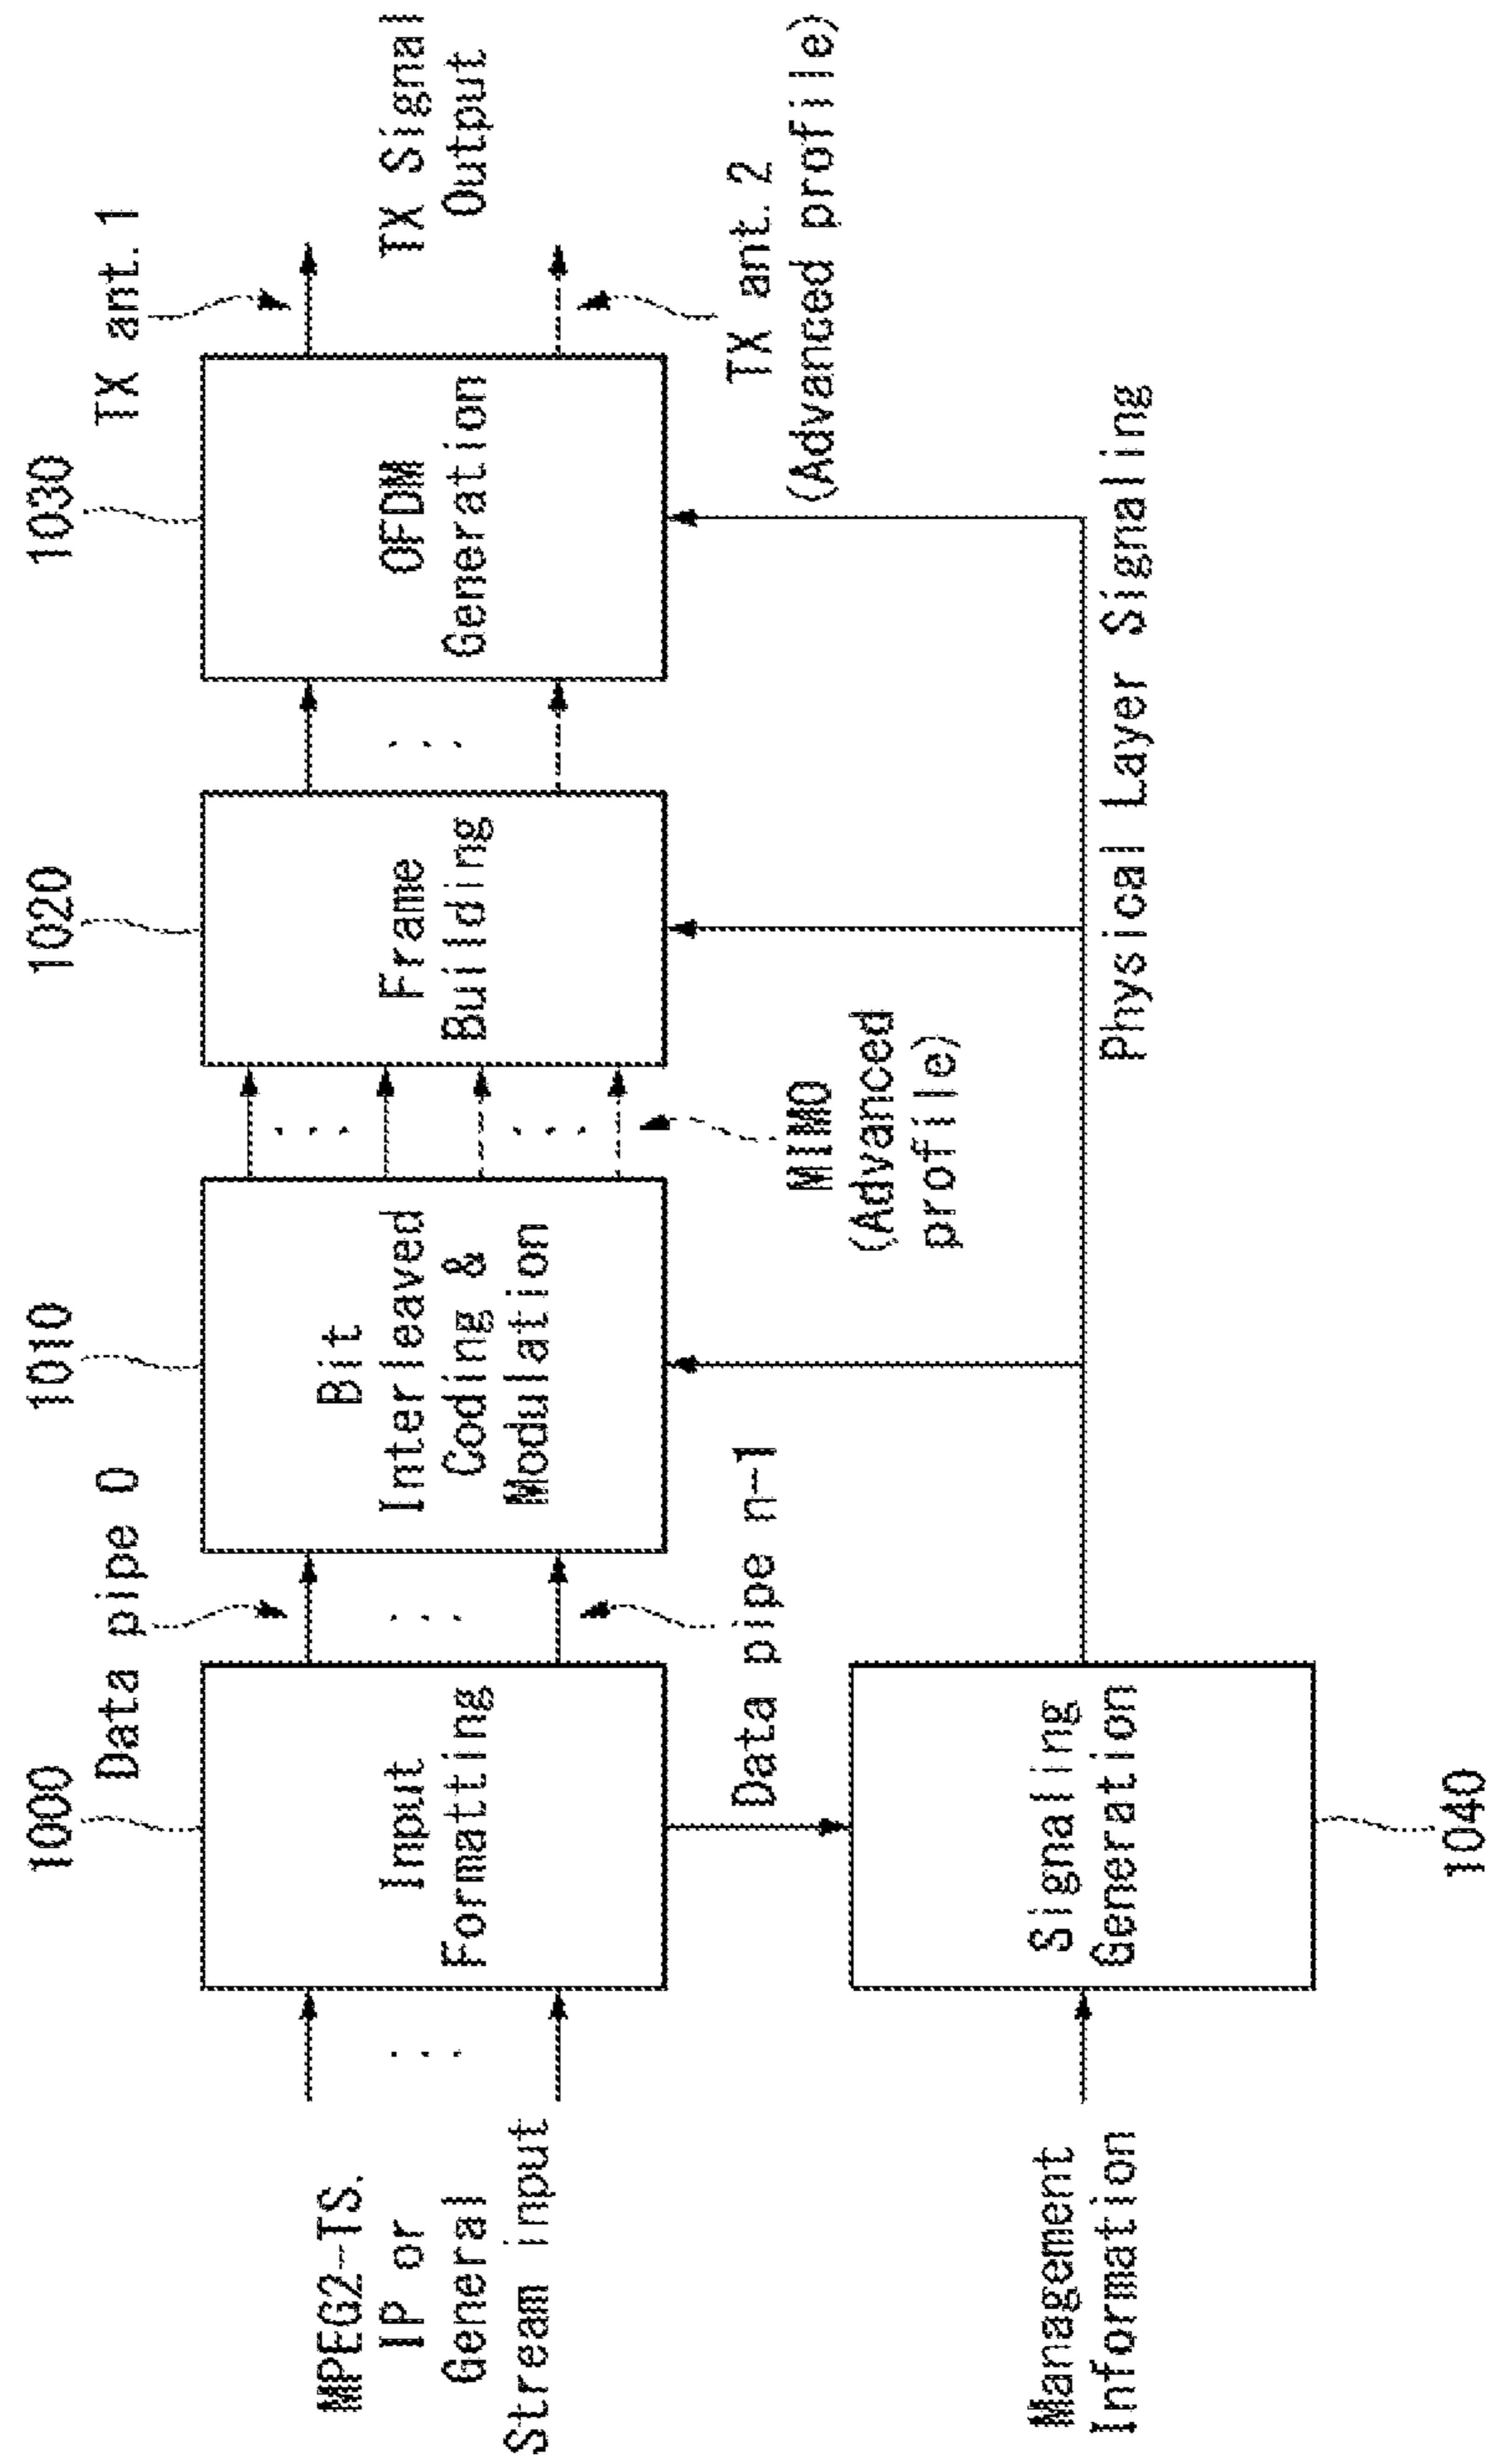 1000
1010
1020
1030
Data pipe 0
TX ant.1
MPEG2-TS.
IP or
General
Stream input
Input
Formatting
Bit
Interleaved
Coding &
Modulation
Frame
Building
OFDM
Generation
TX Signal
Output
Data pipe n-1
MIMO
(Advanced
profile)
TX ant.2
(Advanced profile)
Management
Information
Signaling
Generation
Physical Layer Signaling
1040